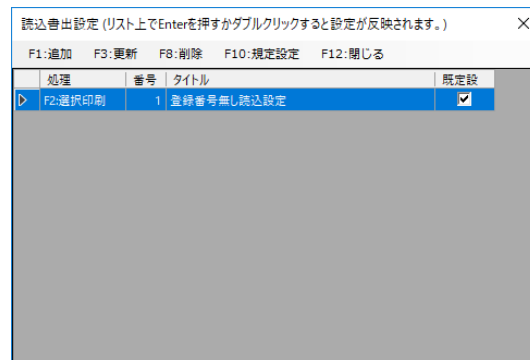 読込書出設定 (リスト上でEnterを押すかダブルクリックすると設定が反映されます。)
F1:追加 F3:更新 F8:削除 F10:規定設定 F12:閉じる
処理 番号 タイトル 既定設
F2:選択印刷 1 登録番号無し読込設定